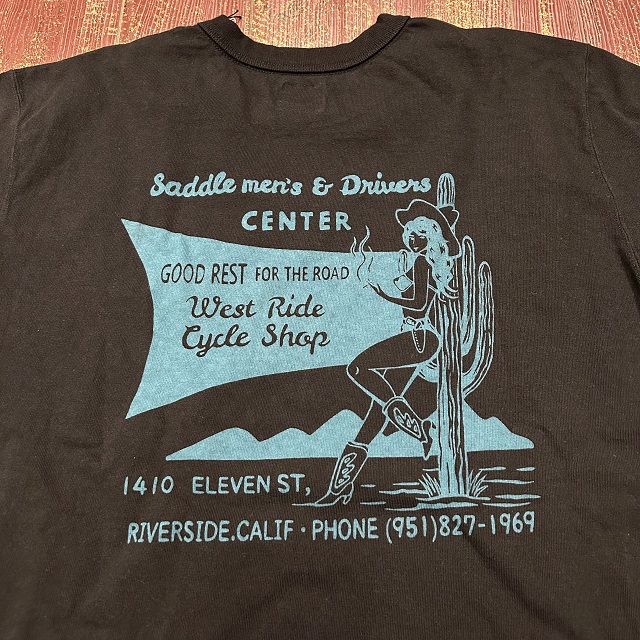 Saddle men's & Drivers
CENTER
GOOD REST FOR THE ROAD
West Ride
Cycle Shop
1410 ELEVEN ST,
RIVERSIDE.CALIF · PHONE (951)827-1969